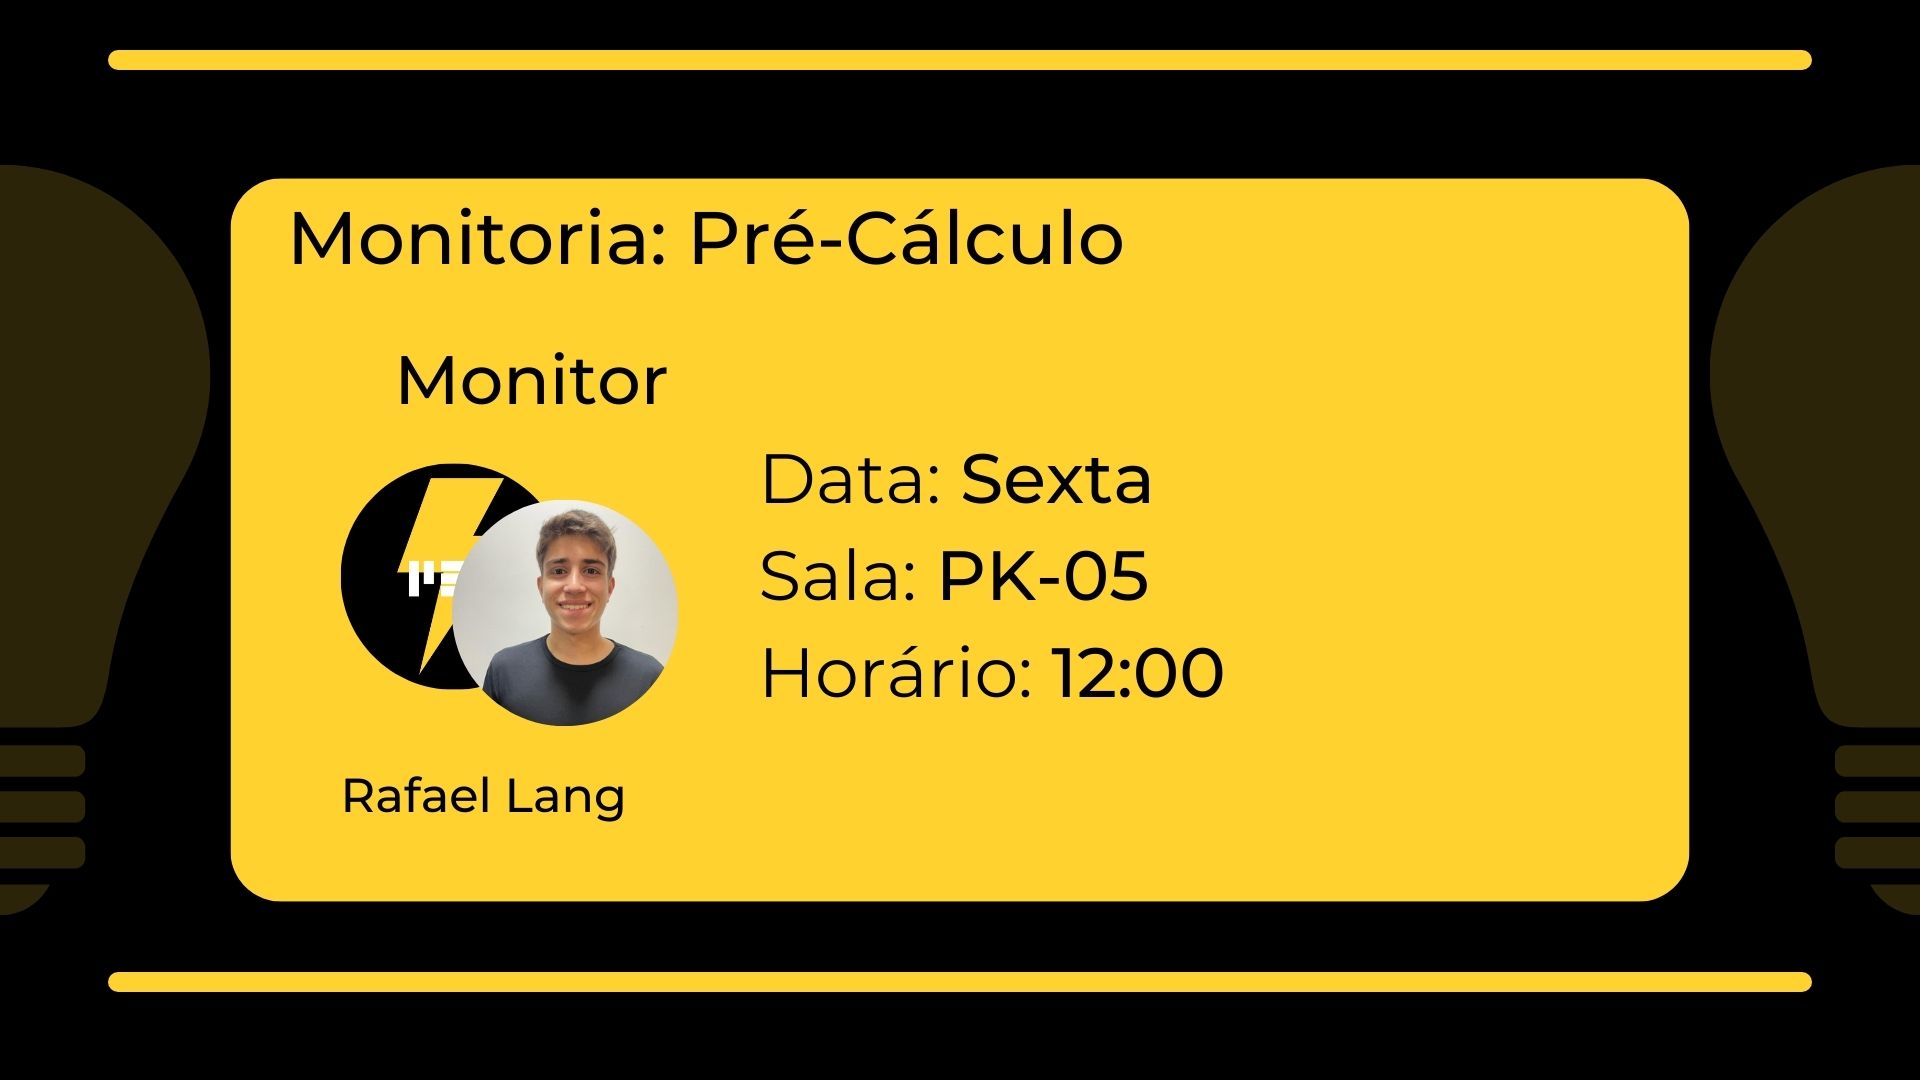 Monitoria: Pré-Cálculo
Monitor
Data: Sexta
Sala: PK-05
Horário: 12:00
Rafael Lang